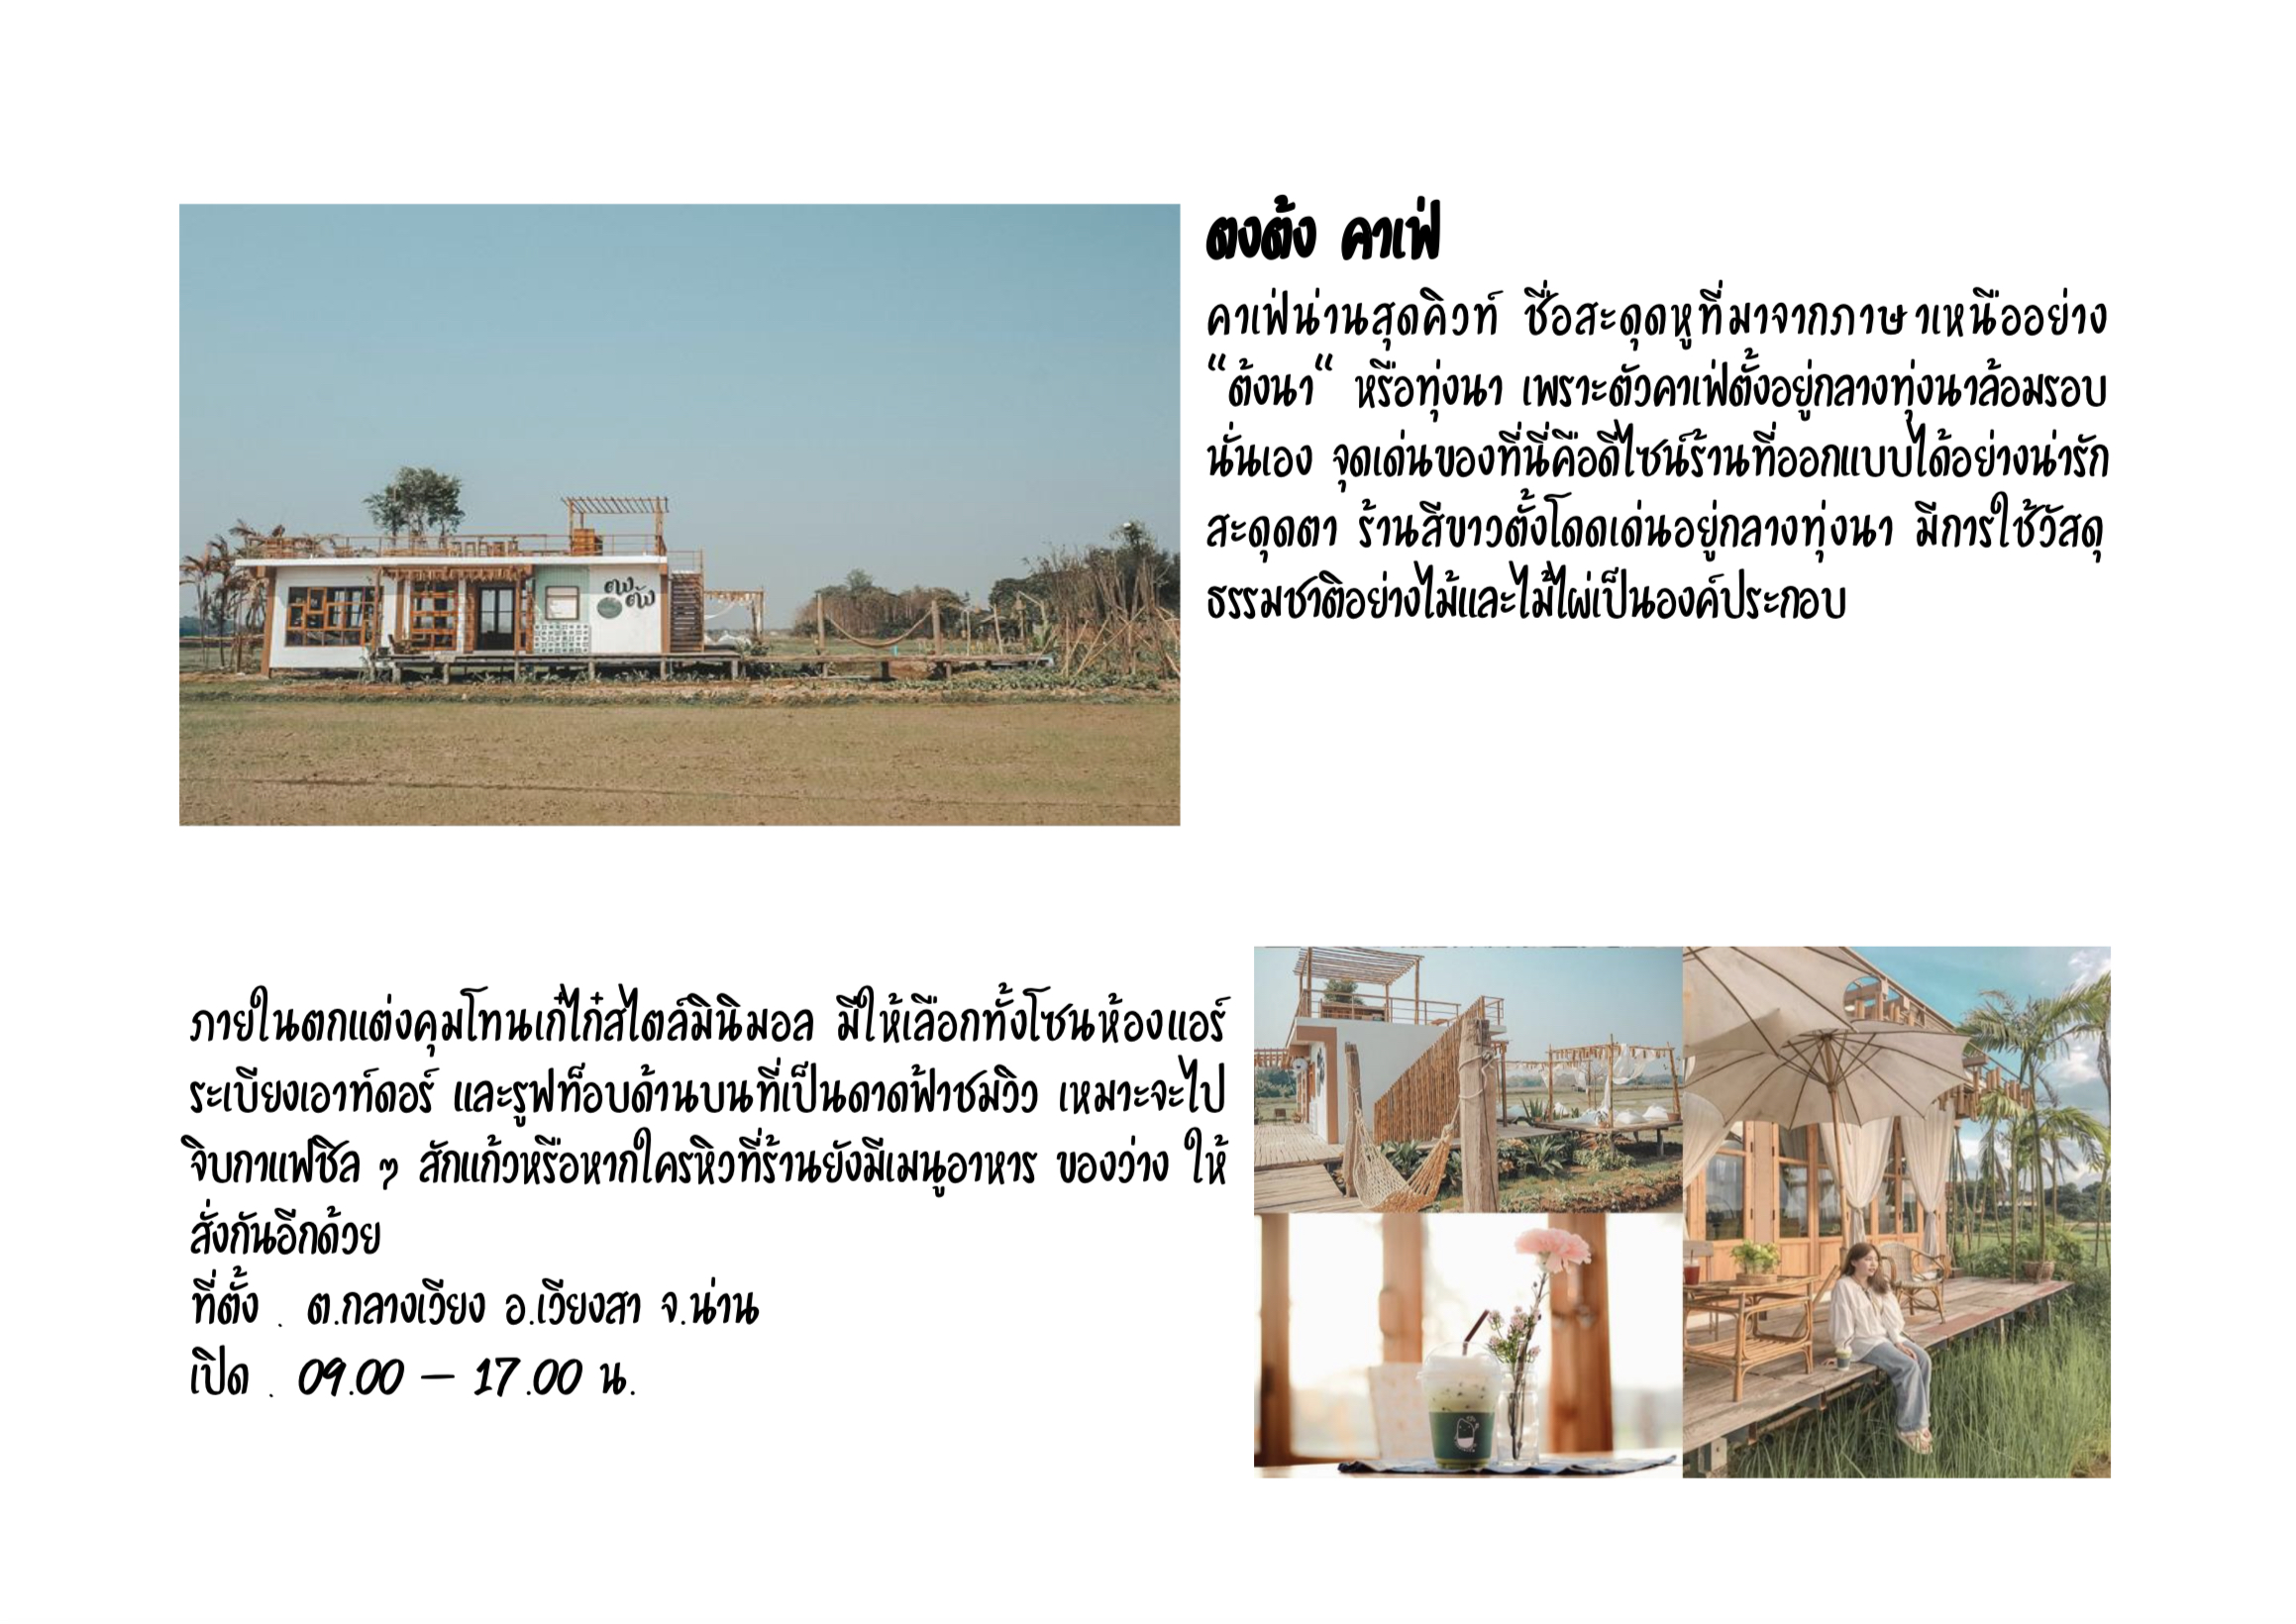 ตงต้ง คาเฟ่
คาเฟ่น่านสุดคิวท์ ชื่อสะดุดหูที่มาจากภาษาเหนืออย่าง
“ต้งนา“ หรือทุ่งนา เพราะตัวคาเฟ่ตั้งอยู่กลางทุ่งนาล้อมรอบ
นั่นเอง จุดเด่นของที่นี่คือดีไซน์ร้านที่ออกแบบได้อย่างน่ารัก
สะดุดตา ร้านสีขาวตั้งโดดเด่นอยู่กลางทุ่งนา มีการใช้วัสดุ
ธรรมชาติอย่างไม้และไม้ไผ่เป็นองค์ประกอบ
ตง
ต้ง
ภายในตกแต่งคุมโทนเก๋ไก๋สไตล์มินิมอล มีให้เลือกทั้งโซนห้องแอร์
ระเบียงเอาท์ดอร์ และรูฟท็อบด้านบนที่เป็นดาดฟ้าชมวิว เหมาะจะไป
จิบกาแฟชิล ๆ สักแก้วหรือหากใครหิวที่ร้านยังมีเมนูอาหาร ของว่าง ให้
สั่งกันอีกด้วย
ที่ตั้ง . ต.กลางเวียง อ.เวียงสา จ.น่าน
เปิด . 09.00 – 17.00 น.